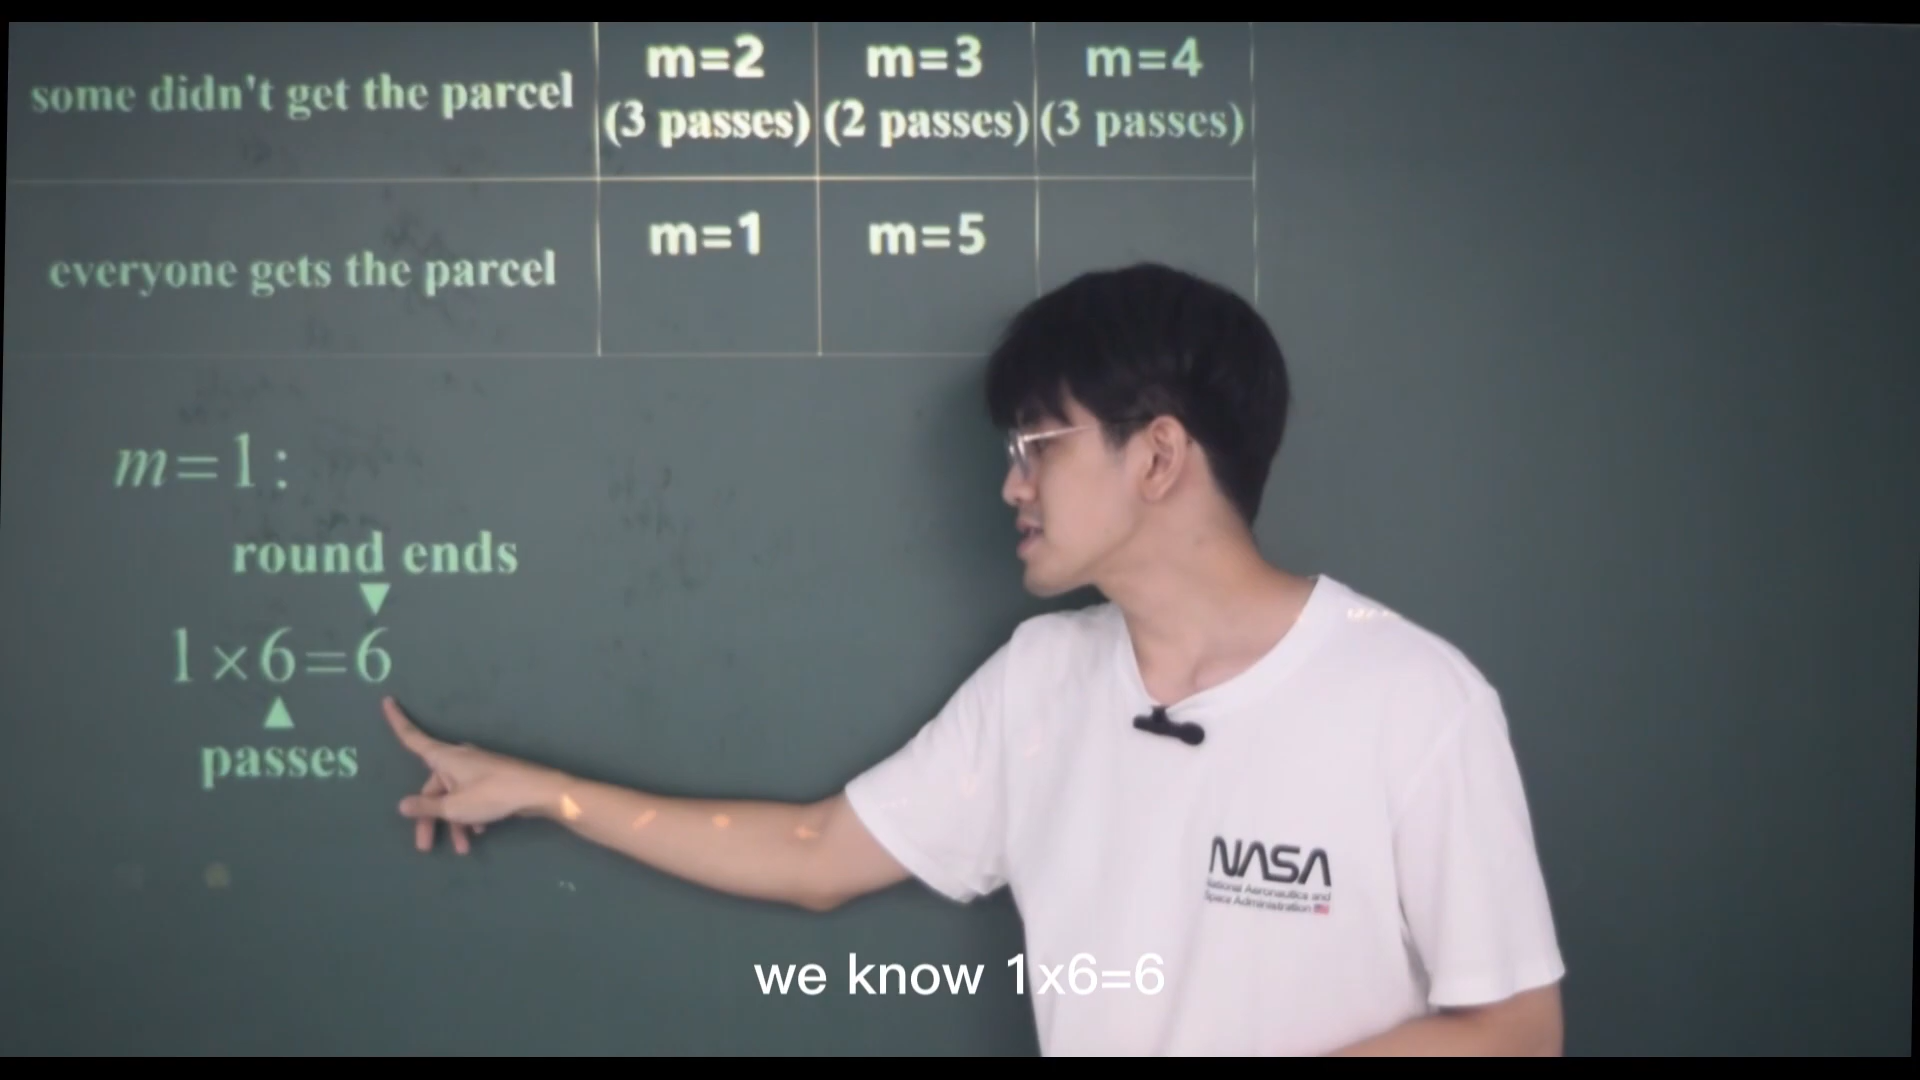 some didn't get the parcel
m=2
(3 passes)
m=3
(2 passes)
m=4
(3 passes)
everyone gets the parcel
m=1
m=5
m=1:
round ends
▼
1×6=6
▲
passes
NASA
National Aeronautics and
Space Administration
we know 1x6=6